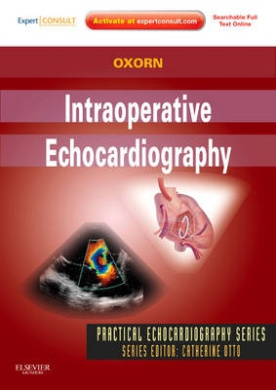 Expert CONSULT
Activate at expertconsult.com
Searchable Full
Text Online
OXORN
Intraoperative
Echocardiography
PRACTICAL ECHOCARDIOGRAPHY SERIES
SERIES EDITOR: CATHERINE OTTO
ELSEVIER
SAUNDERS